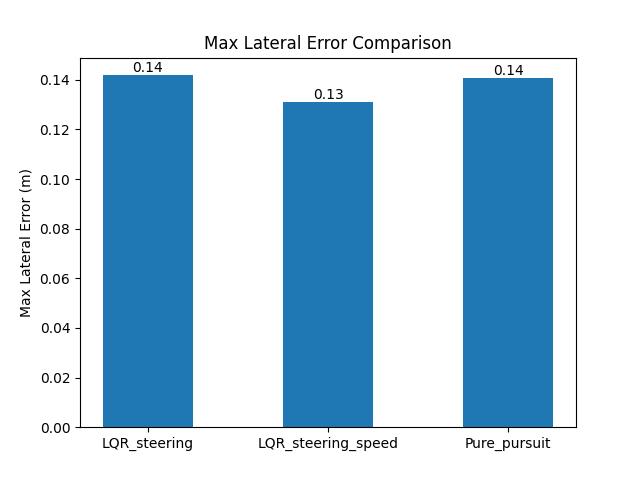 Max Lateral Error Comparison
0.14
0.13
0.14
Max Lateral Error (m)
0.14
0.12
0.10
0.08
0.06
0.04
0.02
0.00
LQR_steering
LQR_steering_speed
Pure_pursuit